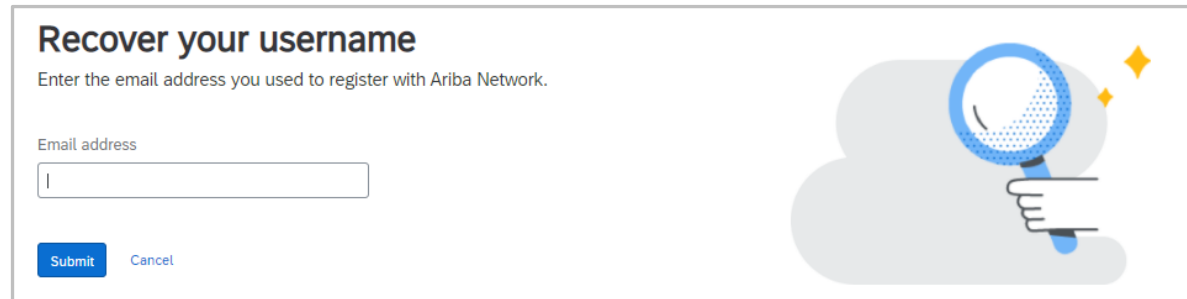 Recover your username
Enter the email address you used to register with Ariba Network.
Email address
Submit Cancel